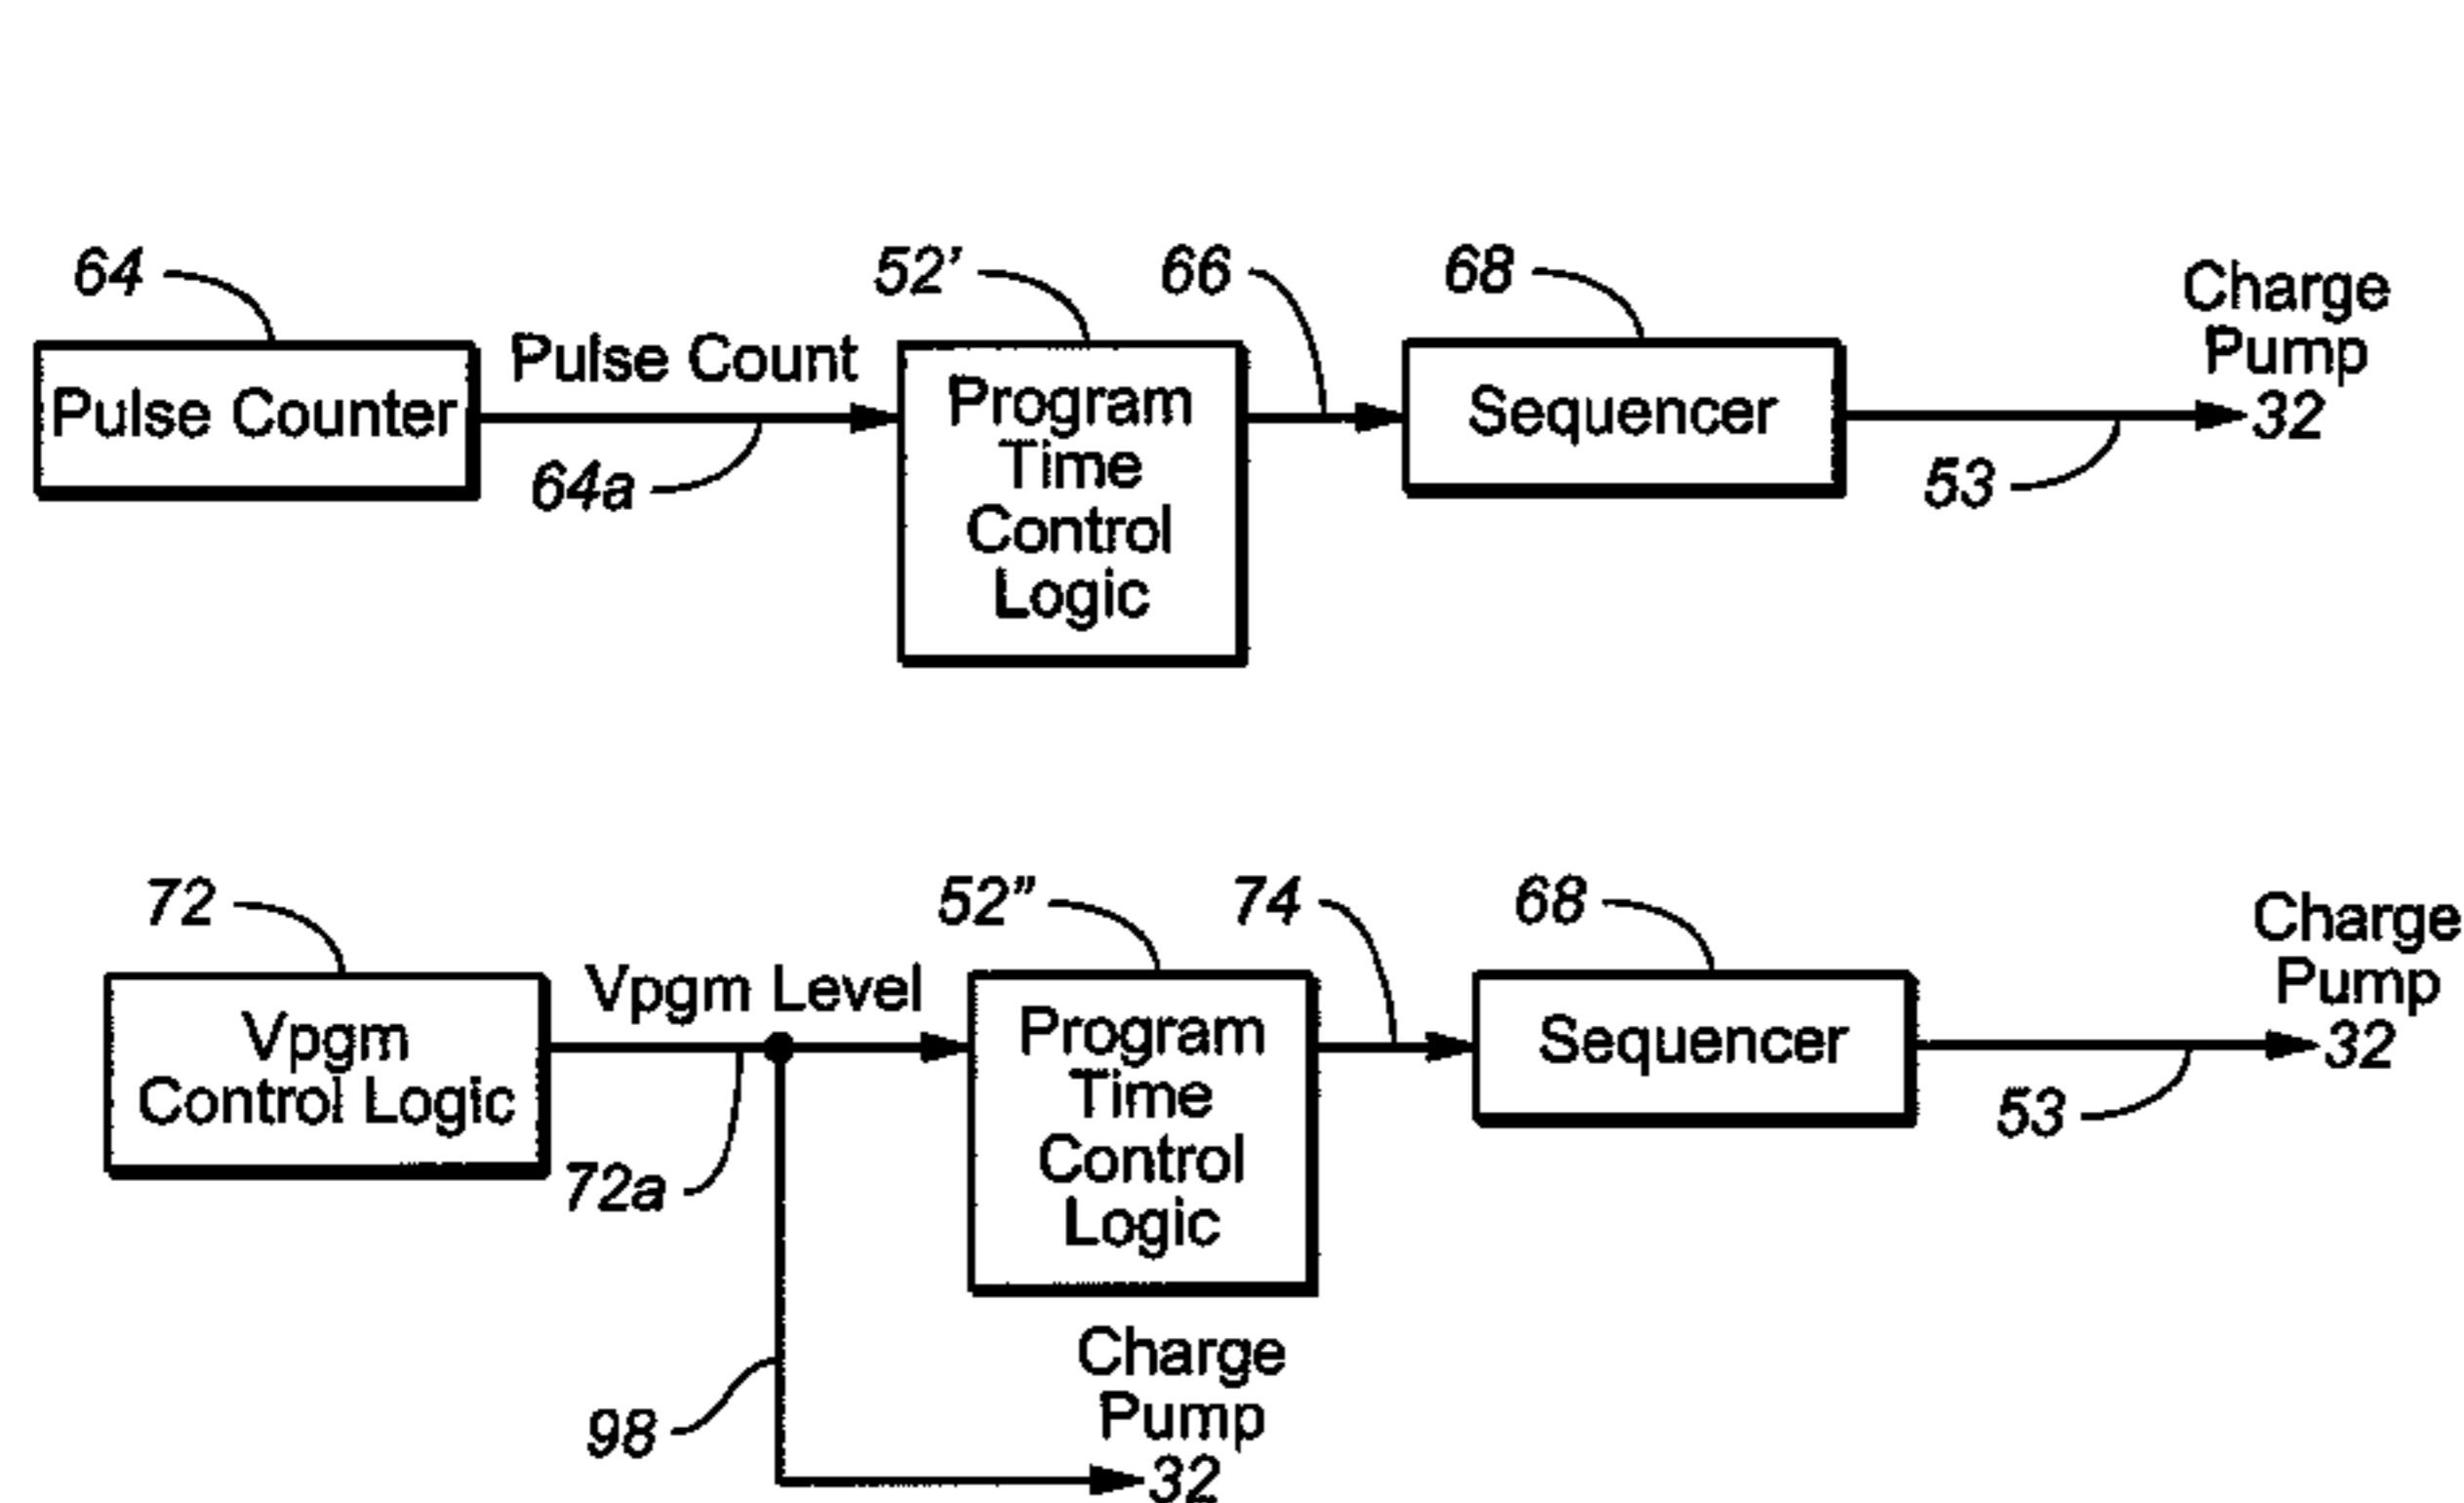 64
52’
66
68
Charge
Pump
32
Pulse Counter
Pulse Count
64a
Program
Time
Control
Logic
Sequencer
53
72
52”
74
68
Charge
Pump
32
Vpgm
Control Logic
Vpgm Level
72a
Program
Time
Control
Logic
Sequencer
53
98
Charge
Pump
32